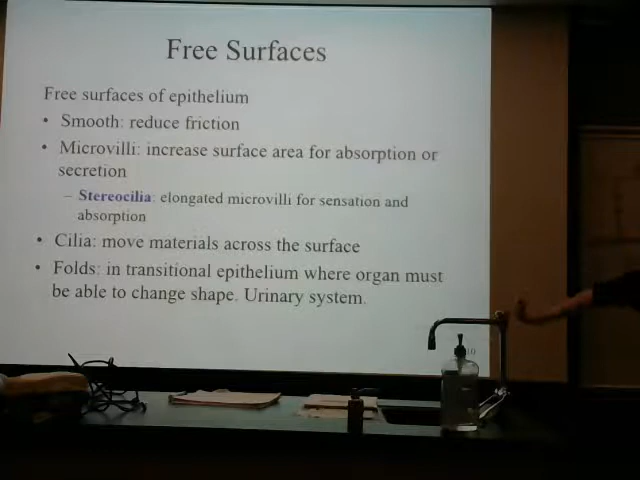 Free Surfaces
Free surfaces of epithelium
• Smooth: reduce friction
• Microvilli: increase surface area for absorption or
secretion
– Stereocilia: elongated microvilli for sensation and
absorption
• Cilia: move materials across the surface
• Folds: in transitional epithelium where organ must
be able to change shape. Urinary system.
10